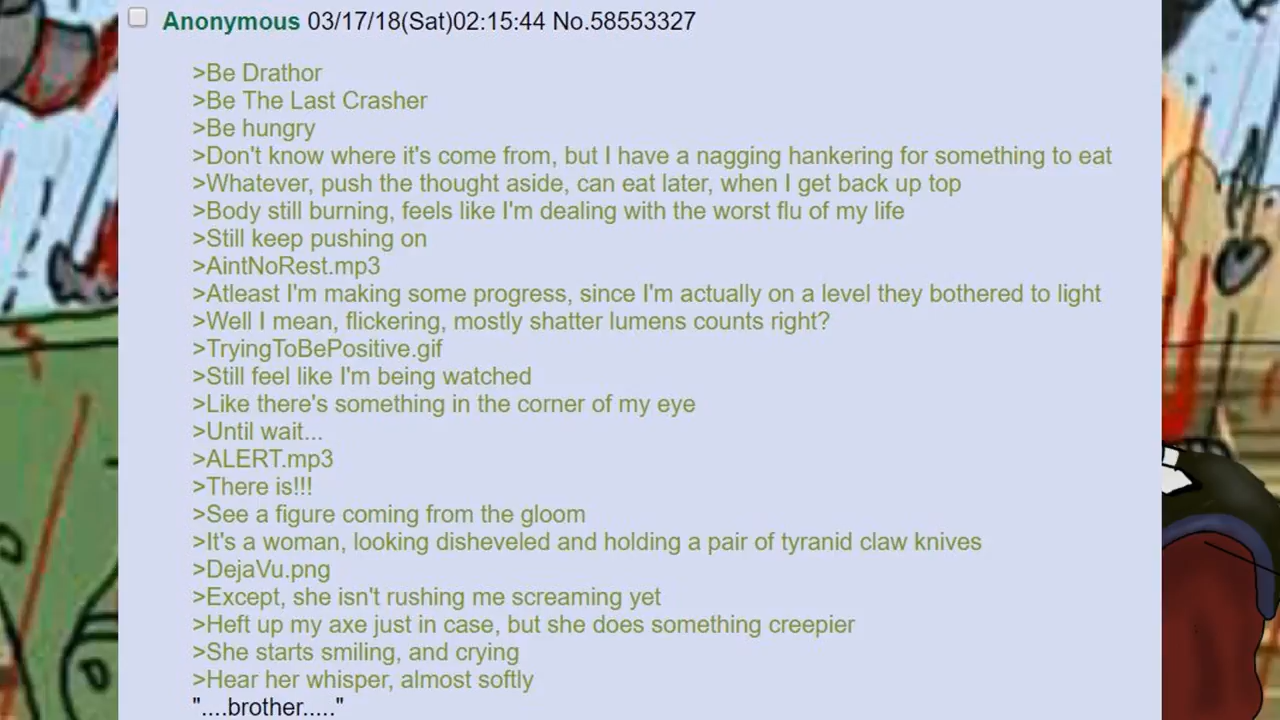 Anonymous 03/17/18(Sat)02:15:44 No.58553327
>Be Drathor
>Be The Last Crasher
>Be hungry
>Don't know where it's come from, but I have a nagging hankering for something to eat
>Whatever, push the thought aside, can eat later, when I get back up top
>Body still burning, feels like I'm dealing with the worst flu of my life
>Still keep pushing on
>AintNoRest.mp3
>Atleast I'm making some progress, since I'm actually on a level they bothered to light
>Well I mean, flickering, mostly shatter lumens counts right?
>TryingToBePositive.gif
>Still feel like I'm being watched
>Like there's something in the corner of my eye
>Until wait...
>ALERT.mp3
>There is!!!
>See a figure coming from the gloom
>It's a woman, looking disheveled and holding a pair of tyranid claw knives
>DejaVu.png
>Except, she isn't rushing me screaming yet
>Heft up my axe just in case, but she does something creepier
>She starts smiling, and crying
>Hear her whisper, almost softly
"....brother....."